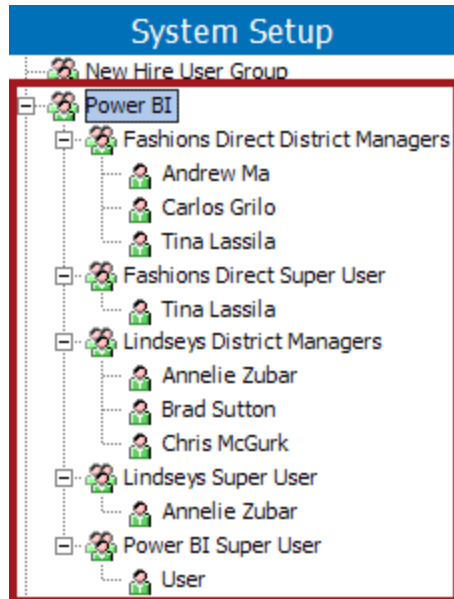 System Setup
New Hire User Group
Power BI
Fashions Direct District Managers
Andrew Ma
Carlos Grilo
Tina Lassila
Fashions Direct Super User
Tina Lassila
Lindseys District Managers
Annelie Zubar
Brad Sutton
Chris McGurk
Lindseys Super User
Annelie Zubar
Power BI Super User
User